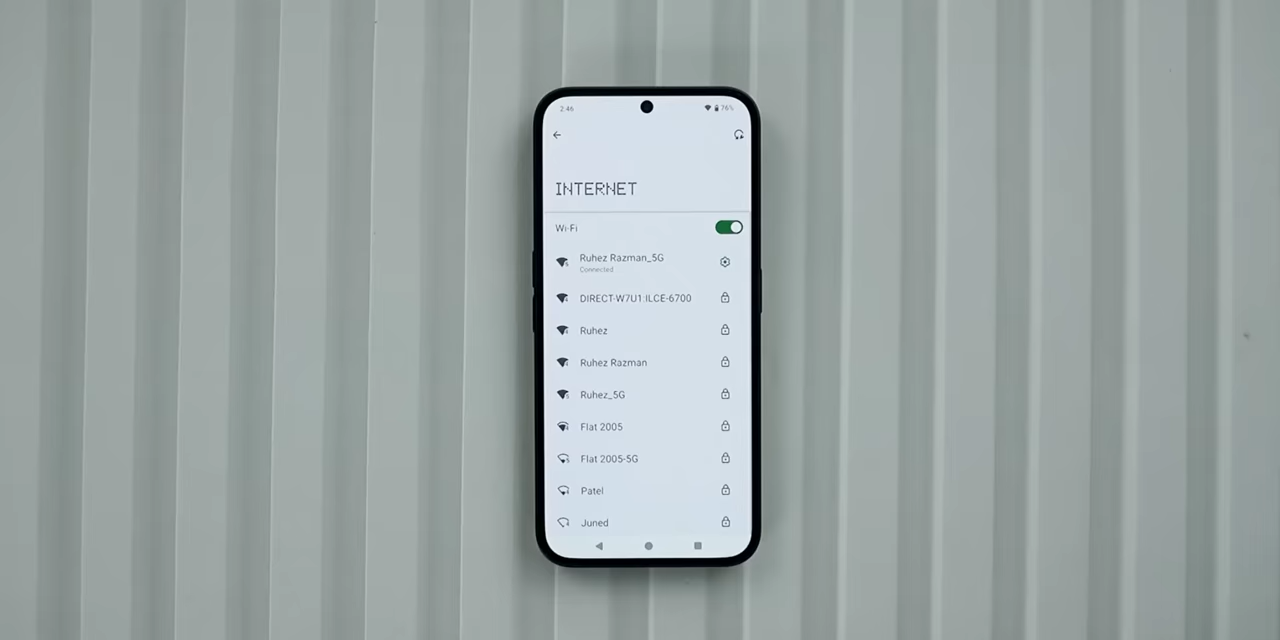 2:46
76%
INTERNET
Wi-Fi
Ruhez Razman_5G
Connected
DIRECT-W7U1:ILCE-6700
Ruhez
Ruhez Razman
Ruhez_5G
Flat 2005
Flat 2005-5G
Patel
Juned